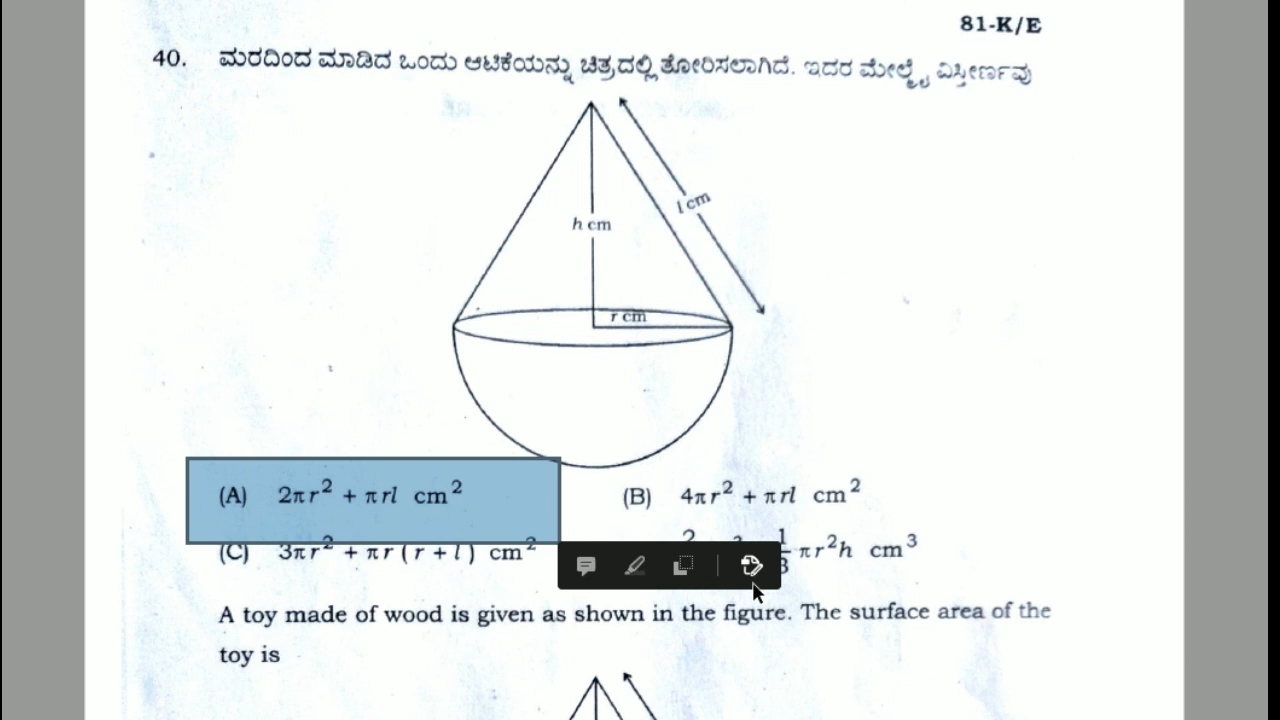 81-K/E
40. ಮರದಿಂದ ಮಾಡಿದ ಒಂದು ಆಟಿಕೆಯನ್ನು ಚಿತ್ರದಲ್ಲಿ ತೋರಿಸಲಾಗಿದೆ. ಇದರ ಮೇಲ್ಮೈ ವಿಸ್ತೀರ್ಣವು
l cm
h cm
r cm
(A) 2πr² + πrl cm² (B) 4πr² + πrl cm²
(C) 3πr² + πr(r + l) cm² 1/3 πr²h cm³
A toy made of wood is given as shown in the figure. The surface area of the
toy is